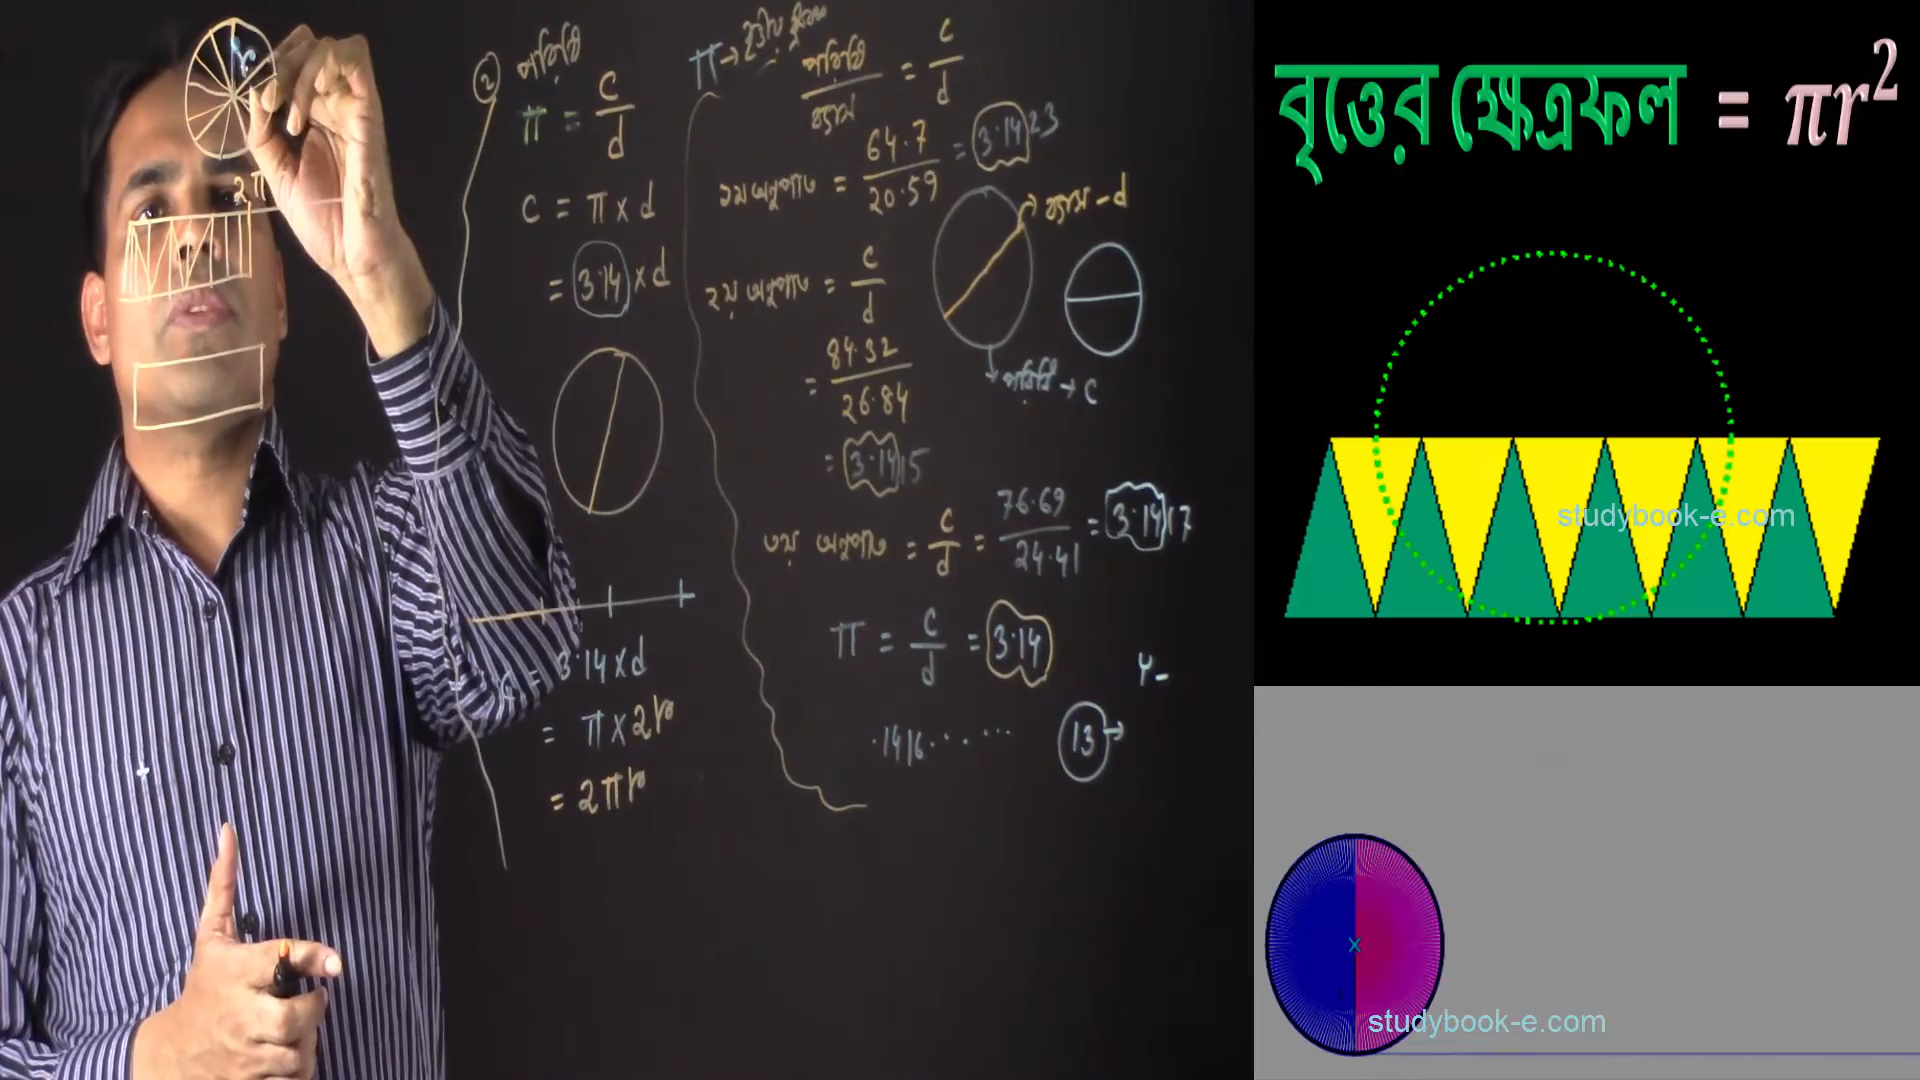 r
2π
২
পরিধি
π = c/d
c = π × d
= 3.14 × d
c = 3.14 × d
= π × 2r
= 2πr
π →
পরিধি/ব্যাস = c/d
১ম অনুপাত = 64.7/20.59 = 3.1423
ব্যাস - d
২য় অনুপাত = c/d
= 84.32/26.84
→ পরিধি → c
= 3.1415
৩য় অনুপাত = c/d = 76.69/24.41 = 3.1417
π = c/d = 3.14
.1416......
13 →
বৃত্তের ক্ষেত্রফল = πr²
studybook-e.com
studybook-e.com